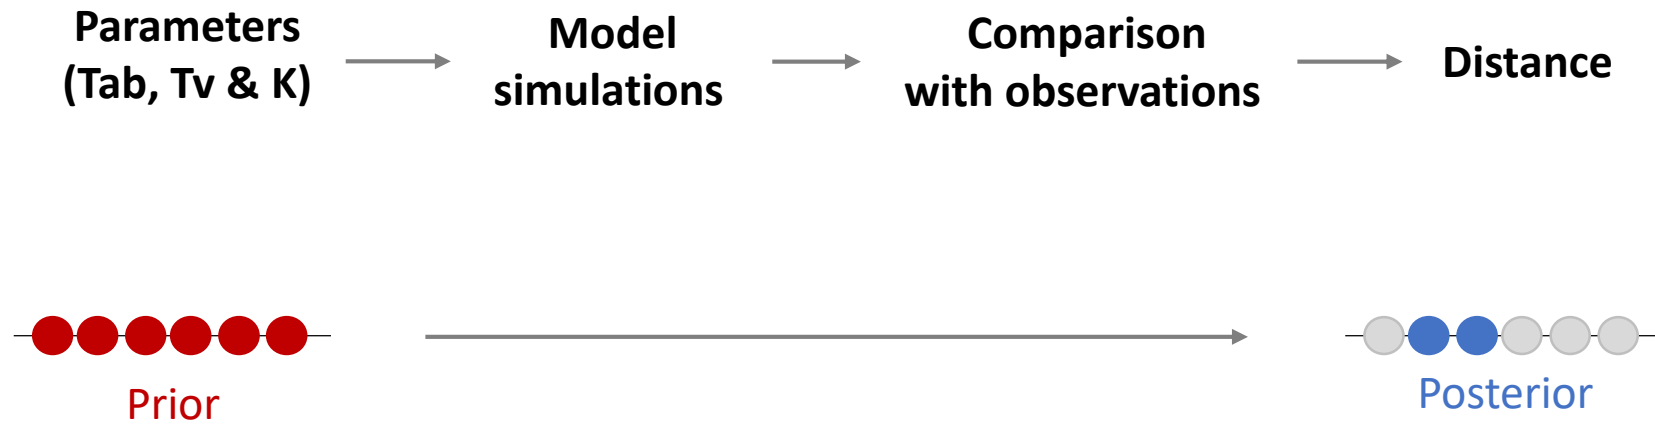 Parameters
(Tab, Tv & K)
Model
simulations
Comparison
with observations
Distance
Prior
Posterior